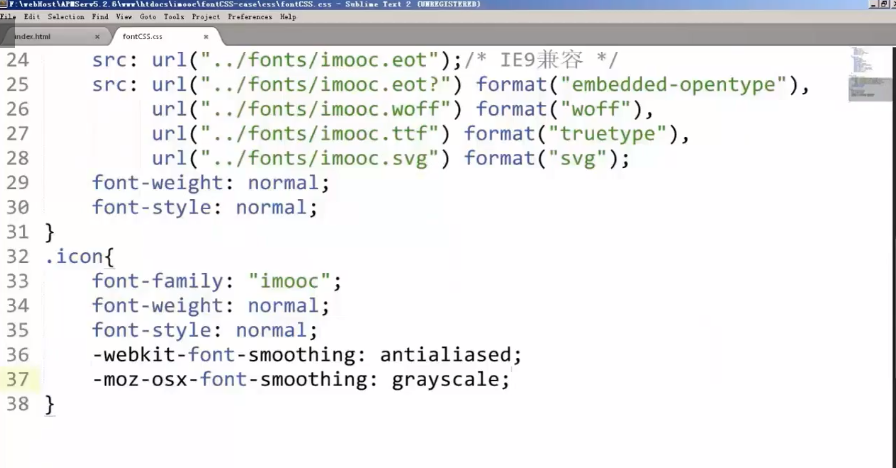 F:\webHost\APMServ5.2.6\www\htdocs\imooc\fontCSS-case\css\fontCSS.css - Sublime Text 2 (UNREGISTERED)
File Edit Selection Find View Goto Tools Project Preferences Help
index.html × fontCSS.css ×
24 src: url("../fonts/imooc.eot");/* IE9兼容 */
25 src: url("../fonts/imooc.eot?") format("embedded-opentype"),
26 url("../fonts/imooc.woff") format("woff"),
27 url("../fonts/imooc.ttf") format("truetype"),
28 url("../fonts/imooc.svg") format("svg");
29 font-weight: normal;
30 font-style: normal;
31 }
32 .icon{
33 font-family: "imooc";
34 font-weight: normal;
35 font-style: normal;
36 -webkit-font-smoothing: antialiased;
37 -moz-osx-font-smoothing: grayscale;
38 }